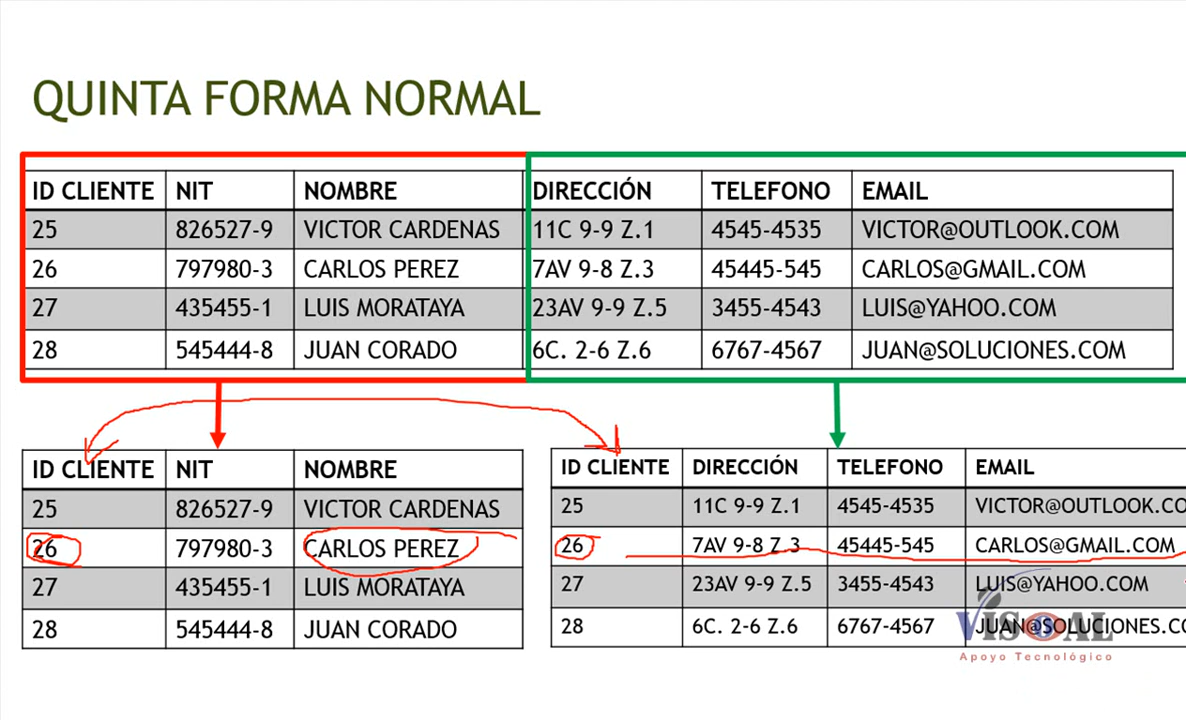 QUINTA FORMA NORMAL
ID CLIENTE NIT NOMBRE DIRECCIÓN TELEFONO EMAIL
25 826527-9 VICTOR CARDENAS 11C 9-9 Z.1 4545-4535 VICTOR@OUTLOOK.COM
26 797980-3 CARLOS PEREZ 7AV 9-8 Z.3 45445-545 CARLOS@GMAIL.COM
27 435455-1 LUIS MORATAYA 23AV 9-9 Z.5 3455-4543 LUIS@YAHOO.COM
28 545444-8 JUAN CORADO 6C. 2-6 Z.6 6767-4567 JUAN@SOLUCIONES.COM
ID CLIENTE NIT NOMBRE
25 826527-9 VICTOR CARDENAS
26 797980-3 CARLOS PEREZ
27 435455-1 LUIS MORATAYA
28 545444-8 JUAN CORADO
ID CLIENTE DIRECCIÓN TELEFONO EMAIL
25 11C 9-9 Z.1 4545-4535 VICTOR@OUTLOOK.CO
26 7AV 9-8 Z.3 45445-545 CARLOS@GMAIL.COM
27 23AV 9-9 Z.5 3455-4543 LUIS@YAHOO.COM
28 6C. 2-6 Z.6 6767-4567 JUAN@SOLUCIONES.CO
Apoyo Tecnológico